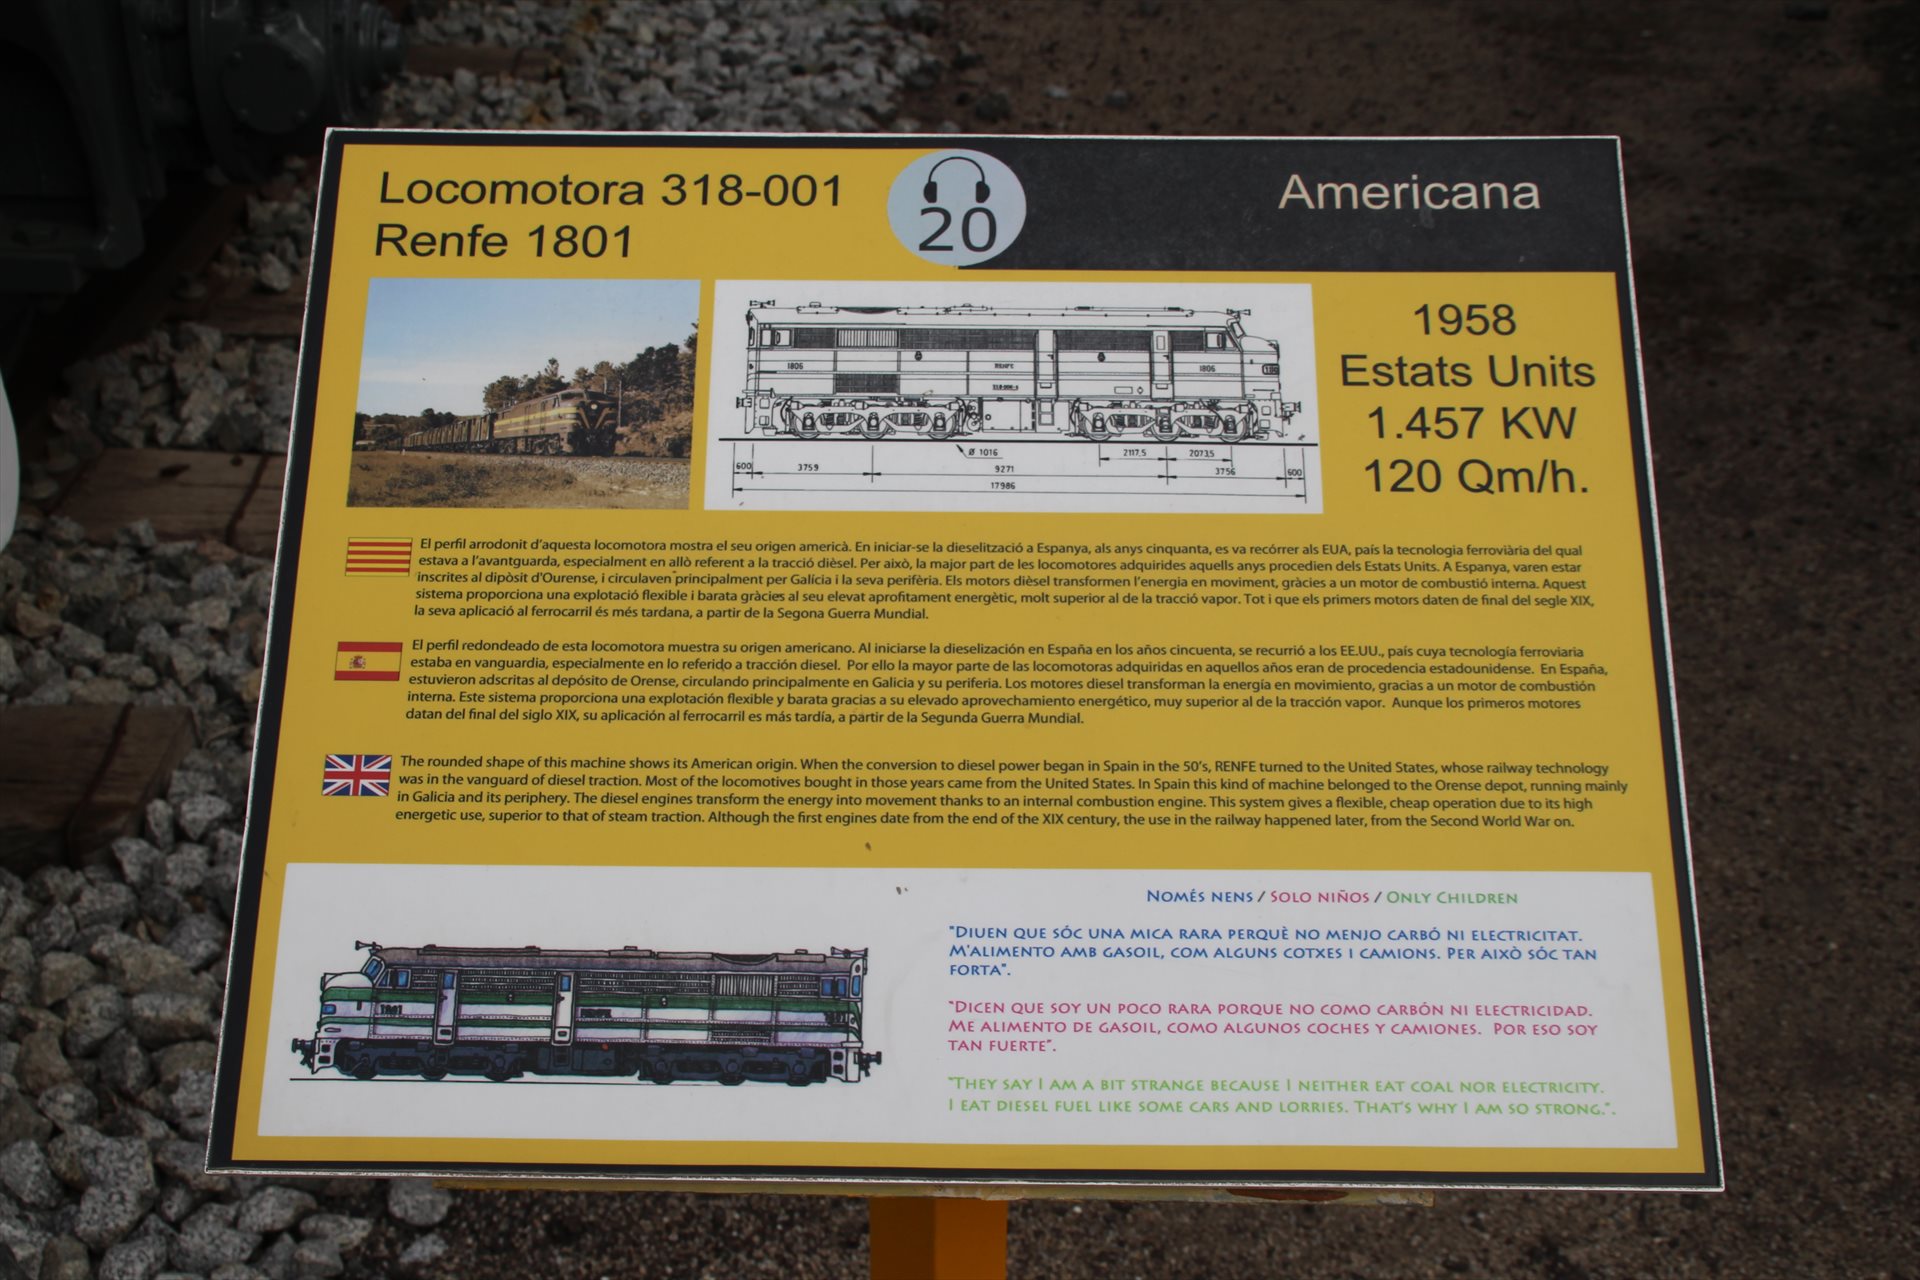 Locomotora 318-001
Renfe 1801
20
Americana
1806
RENFE
1806
Ø 1016
2117,5
2073,5
600
3759
9271
3756
600
17986
1958
Estats Units
1.457 KW
120 Qm/h.
El perfil arrodonit d'aquesta locomotora mostra el seu origen americà. En iniciar-se la dieselització a Espanya, als anys cinquanta, es va recórrer als EUA, país la tecnologia ferroviària del qual
estava a l'avantguarda, especialment en allò referent a la tracció dièsel. Per això, la major part de les locomotores adquirides aquells anys procedien dels Estats Units. A Espanya, varen estar
inscrites al dipòsit d'Ourense, i circulaven principalment per Galícia i la seva perifèria. Els motors dièsel transformen l'energia en moviment, gràcies a un motor de combustió interna. Aquest
sistema proporciona una explotació flexible i barata gràcies al seu elevat aprofitament energètic, molt superior al de la tracció vapor. Tot i que els primers motors daten de final del segle XIX,
la seva aplicació al ferrocarril és més tardana, a partir de la Segona Guerra Mundial.
El perfil redondeado de esta locomotora muestra su origen americano. Al iniciarse la dieselización en España en los años cincuenta, se recurrió a los EE.UU., país cuya tecnología ferroviaria
estaba en vanguardia, especialmente en lo referido a tracción diesel. Por ello la mayor parte de las locomotoras adquiridas en aquellos años eran de procedencia estadounidense. En España,
estuvieron adscritas al depósito de Orense, circulando principalmente en Galicia y su periferia. Los motores diesel transforman la energía en movimiento, gracias a un motor de combustión
interna. Este sistema proporciona una explotación flexible y barata gracias a su elevado aprovechamiento energético, muy superior al de la tracción vapor. Aunque los primeros motores
datan del final del siglo XIX, su aplicación al ferrocarril es más tardía, a partir de la Segunda Guerra Mundial.
The rounded shape of this machine shows its American origin. When the conversion to diesel power began in Spain in the 50's, RENFE turned to the United States, whose railway technology
was in the vanguard of diesel traction. Most of the locomotives bought in those years came from the United States. In Spain this kind of machine belonged to the Orense depot, running mainly
in Galicia and its periphery. The diesel engines transform the energy into movement thanks to an internal combustion engine. This system gives a flexible, cheap operation due to its high
energetic use, superior to that of steam traction. Although the first engines date from the end of the XIX century, the use in the railway happened later, from the Second World War on.
NOMÉS NENS / SOLO NIÑOS / ONLY CHILDREN
"DIUEN QUE SÓC UNA MICA RARA PERQUÈ NO MENJO CARBÓ NI ELECTRICITAT.
M'ALIMENTO AMB GASOIL, COM ALGUNS COTXES I CAMIONS. PER AIXÒ SÓC TAN
FORTA".
"DICEN QUE SOY UN POCO RARA PORQUE NO COMO CARBÓN NI ELECTRICIDAD.
ME ALIMENTO DE GASOIL, COMO ALGUNOS COCHES Y CAMIONES. POR ESO SOY
TAN FUERTE".
"THEY SAY I AM A BIT STRANGE BECAUSE I NEITHER EAT COAL NOR ELECTRICITY.
I EAT DIESEL FUEL LIKE SOME CARS AND LORRIES. THAT'S WHY I AM SO STRONG.".
1801